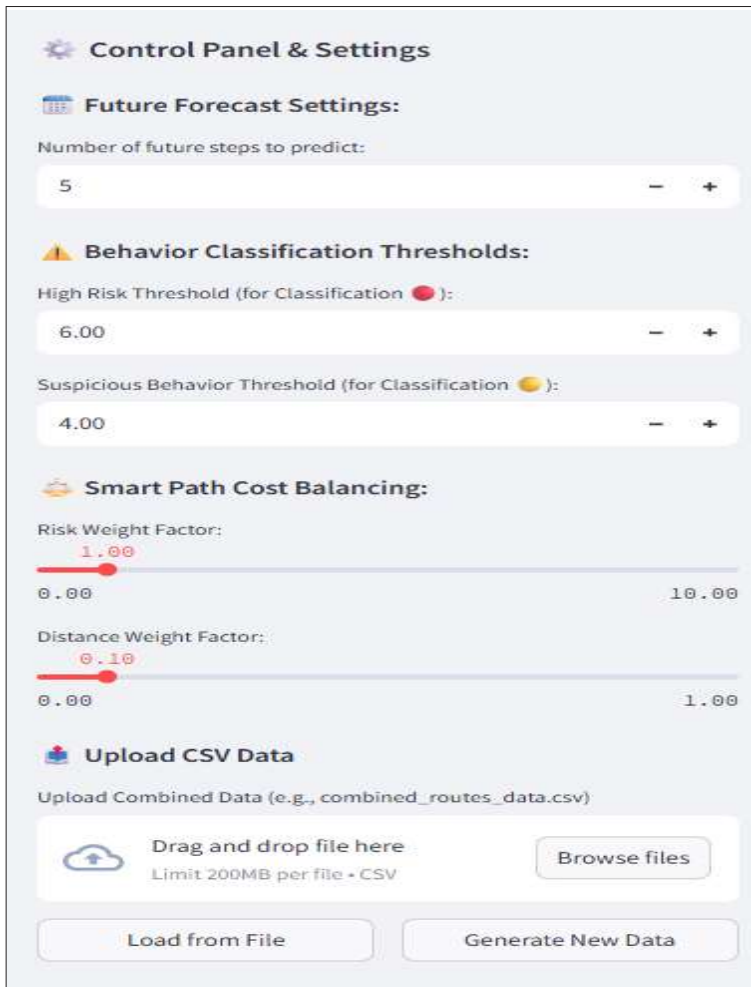 Control Panel & Settings
Future Forecast Settings:
Number of future steps to predict:
5 − +
Behavior Classification Thresholds:
High Risk Threshold (for Classification 🔴):
6.00 − +
Suspicious Behavior Threshold (for Classification 🟡):
4.00 − +
Smart Path Cost Balancing:
Risk Weight Factor:
1.00
0.00 10.00
Distance Weight Factor:
0.10
0.00 1.00
Upload CSV Data
Upload Combined Data (e.g., combined_routes_data.csv)
Drag and drop file here
Limit 200MB per file • CSV
Browse files
Load from File Generate New Data